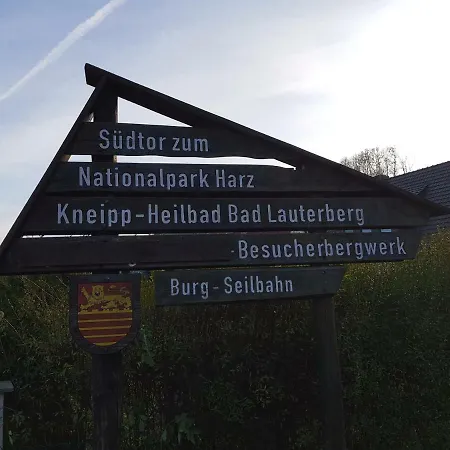 Südtor zum
Nationalpark Harz
Kneipp-Heilbad Bad Lauterberg
Besucherbergwerk
Burg-Seilbahn